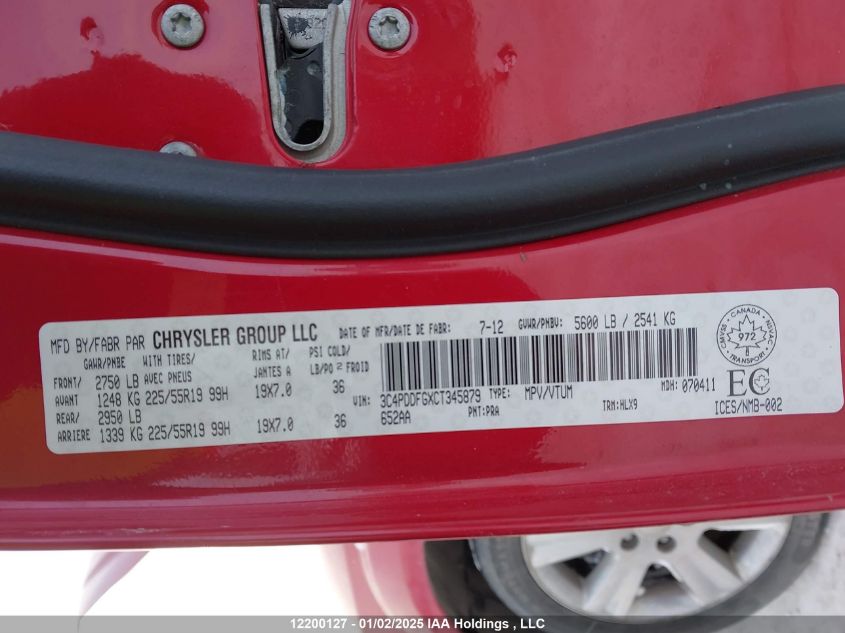 MFD BY/FABR PAR CHRYSLER GROUP LLC DATE OF MFR/DATE DE FABR: 7-12 GVWR/PNBV: 5600 LB / 2541 KG
GAWR/PNBE WITH TIRES/ RIMS AT/ PSI COLD/
FRONT/ 2750 LB AVEC PNEUS JANTES A LB/PO² FROID
AVANT 1248 KG 225/55R19 99H 19X7.0 36
REAR/ 2950 LB
ARRIERE 1339 KG 225/55R19 99H 19X7.0 36
VIN: 3C4PDDFGXCT345879 TYPE: MPV/VTUM MDH: 070411
652AA PNT:PRA TRM:HLX9
CANADA
CMVSS NSVAC
972
TRANSPORT
EC
ICES/NMB-002
12200127 - 01/02/2025 IAA Holdings , LLC